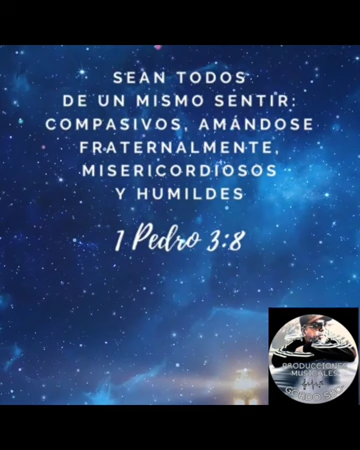 SEAN TODOS
DE UN MISMO SENTIR:
COMPASIVOS, AMÁNDOSE
FRATERNALMENTE,
MISERICORDIOSOS
Y HUMILDES
1 Pedro 3:8
PRODUCCIONES
MUSICALES